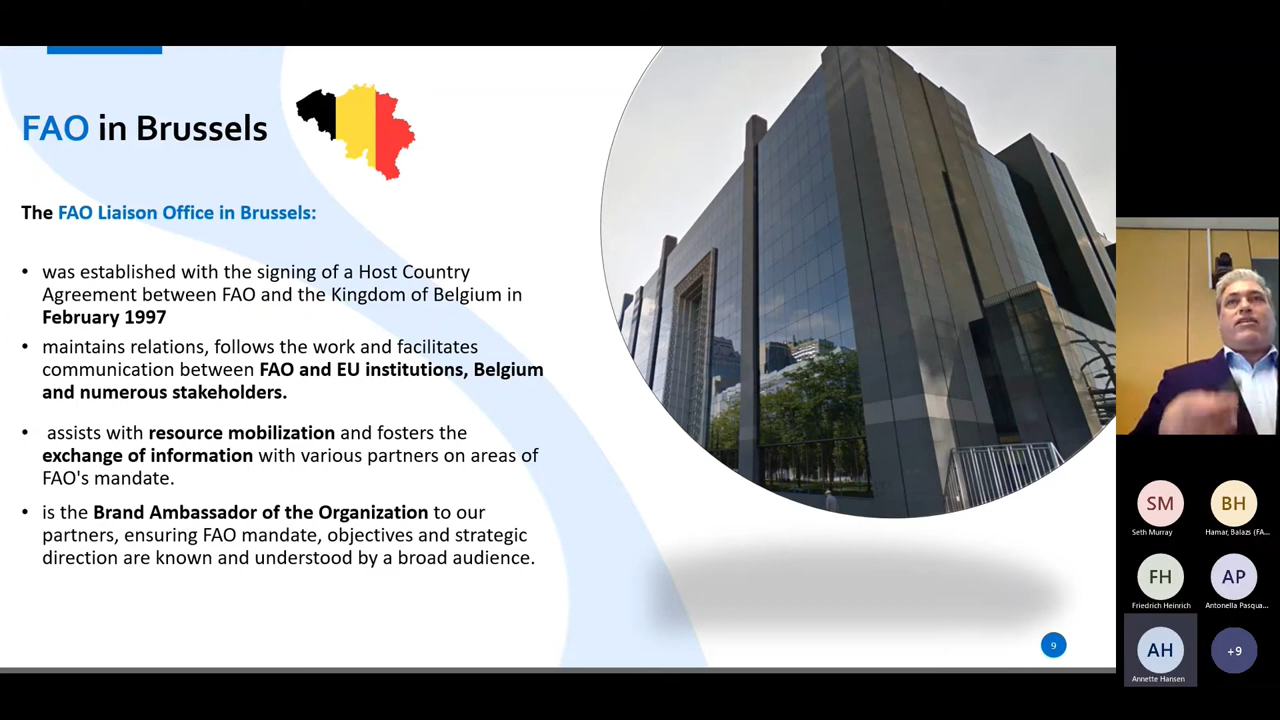 FAO in Brussels
The FAO Liaison Office in Brussels:
• was established with the signing of a Host Country
Agreement between FAO and the Kingdom of Belgium in
February 1997
• maintains relations, follows the work and facilitates
communication between FAO and EU institutions, Belgium
and numerous stakeholders.
• assists with resource mobilization and fosters the
exchange of information with various partners on areas of
FAO's mandate.
• is the Brand Ambassador of the Organization to our
partners, ensuring FAO mandate, objectives and strategic
direction are known and understood by a broad audience.
9
SM
Seth Murray
BH
Hamar, Balazs (FA...
FH
Friedrich Heinrich
AP
Antonella Pasqua...
AH
Annette Hansen
+9